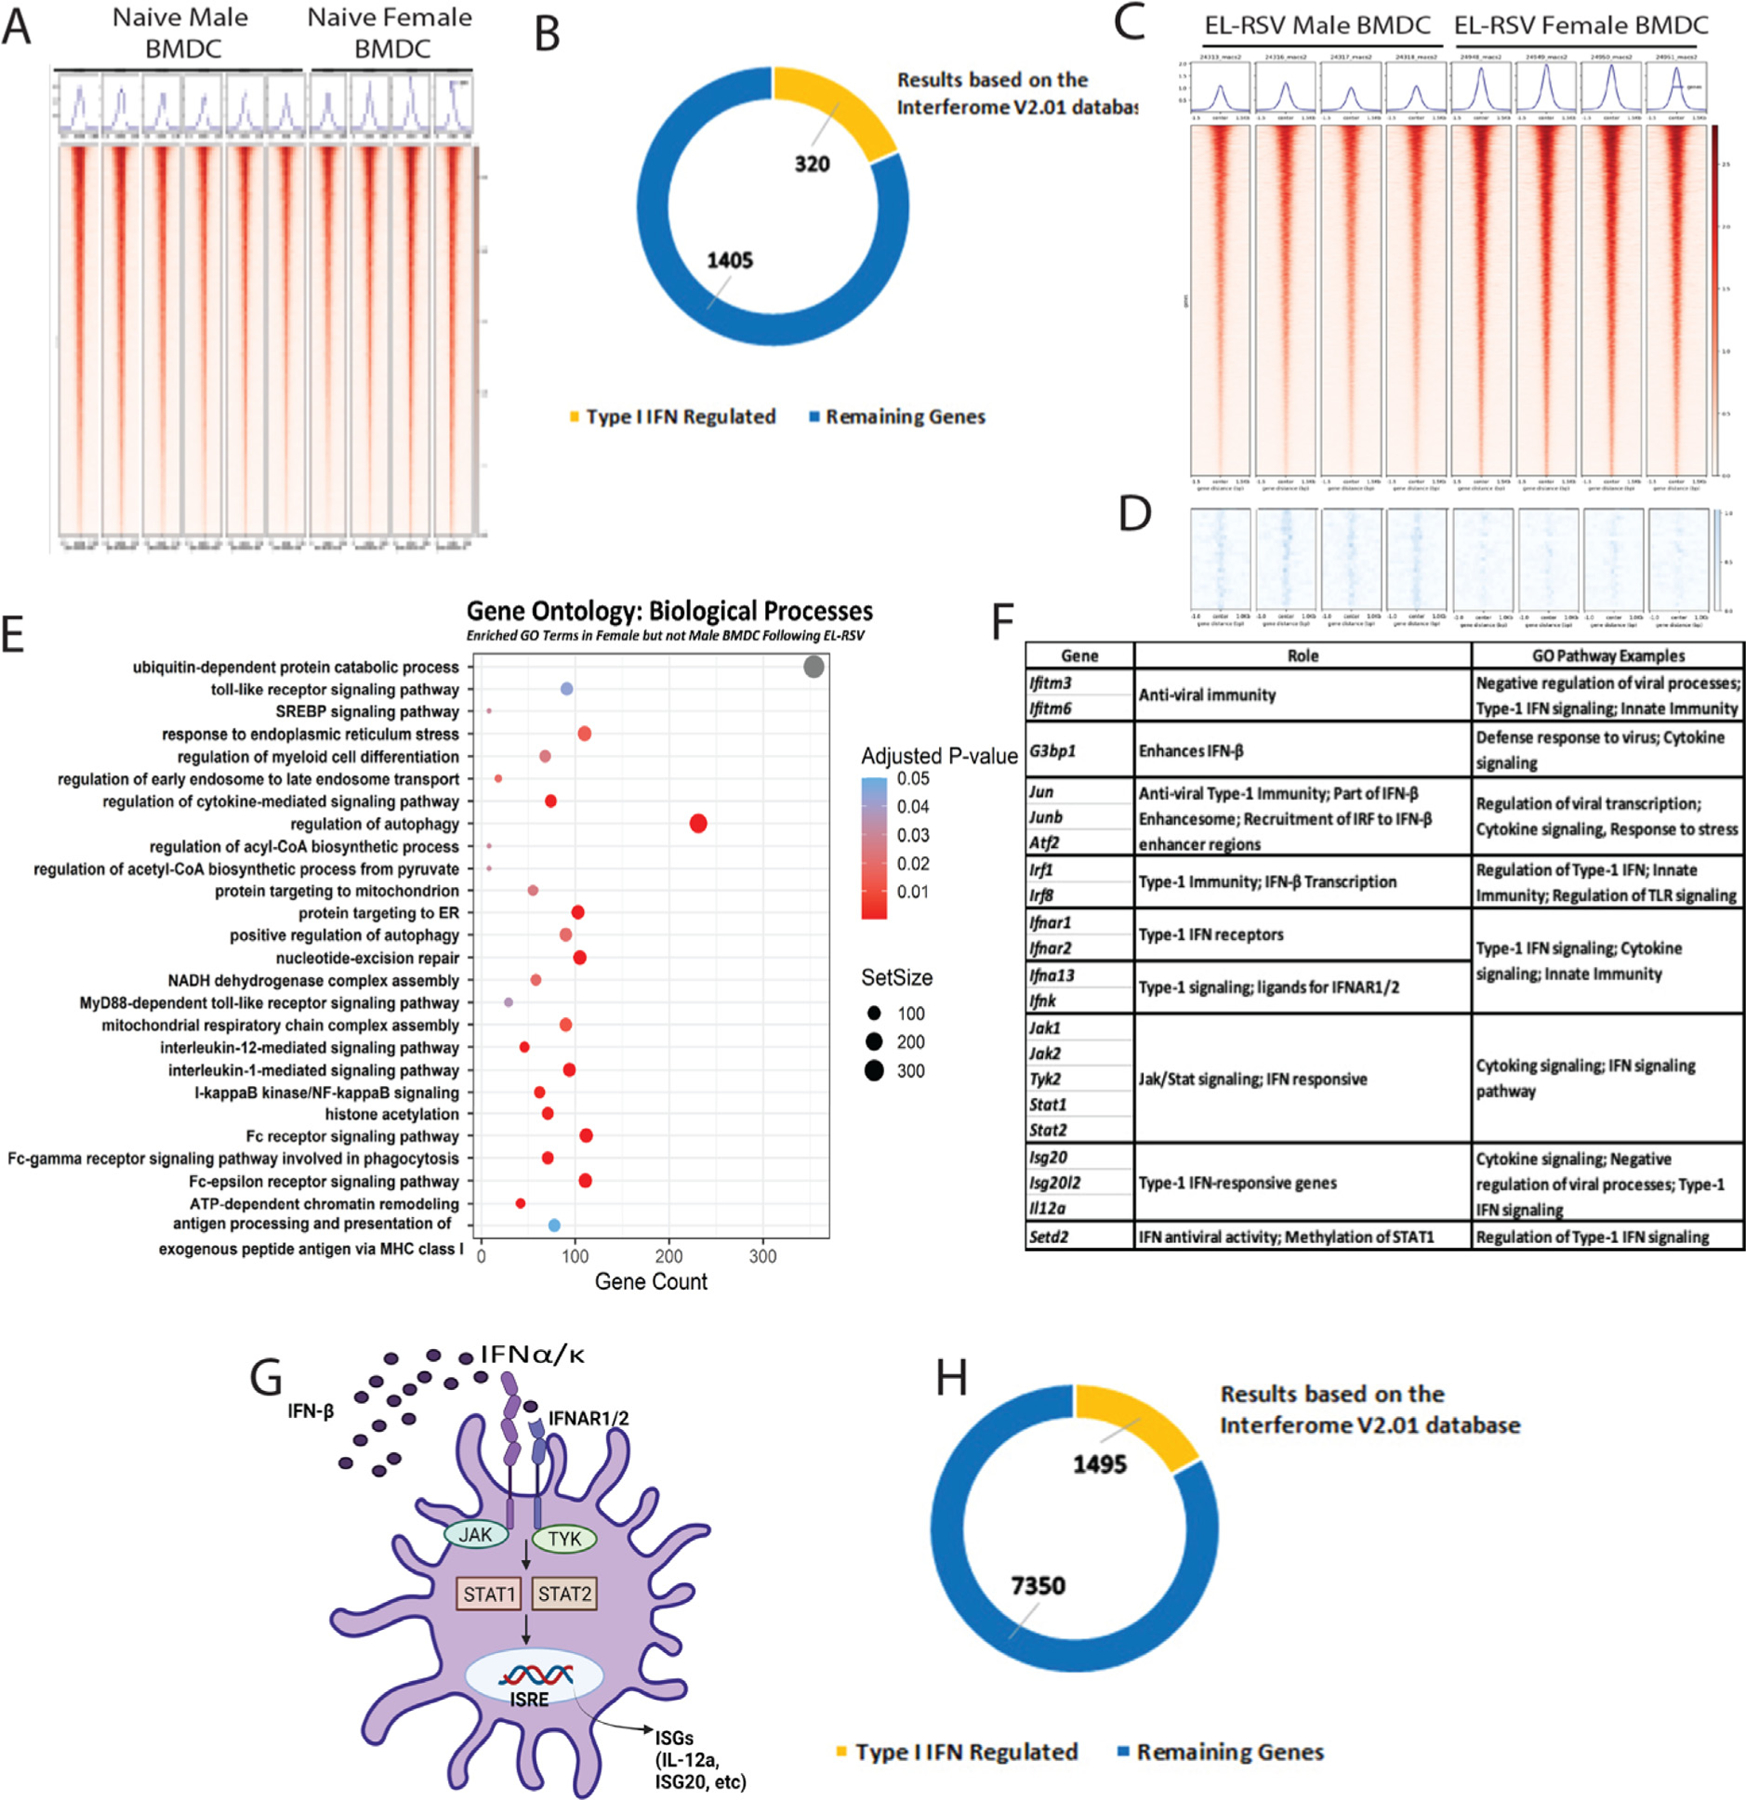 A
Naive Male
BMDC
Naive Female
BMDC
B
Results based on the
Interferome V2.01 databas
320
1405
Type I IFN Regulated
Remaining Genes
C
EL-RSV Male BMDC
EL-RSV Female BMDC
24313_macs2
24316_macs2
24317_macs2
24318_macs2
24948_macs2
24949_macs2
24950_macs2
24951_macs2
D
E
Gene Ontology: Biological Processes
Enriched GO Terms in Female but not Male BMDC Following EL-RSV
ubiquitin-dependent protein catabolic process
toll-like receptor signaling pathway
SREBP signaling pathway
response to endoplasmic reticulum stress
regulation of myeloid cell differentiation
regulation of early endosome to late endosome transport
regulation of cytokine-mediated signaling pathway
regulation of autophagy
regulation of acyl-CoA biosynthetic process
regulation of acetyl-CoA biosynthetic process from pyruvate
protein targeting to mitochondrion
protein targeting to ER
positive regulation of autophagy
nucleotide-excision repair
NADH dehydrogenase complex assembly
MyD88-dependent toll-like receptor signaling pathway
mitochondrial respiratory chain complex assembly
interleukin-12-mediated signaling pathway
interleukin-1-mediated signaling pathway
I-kappaB kinase/NF-kappaB signaling
histone acetylation
Fc receptor signaling pathway
Fc-gamma receptor signaling pathway involved in phagocytosis
Fc-epsilon receptor signaling pathway
ATP-dependent chromatin remodeling
antigen processing and presentation of
exogenous peptide antigen via MHC class I
0 100 200 300
Gene Count
Adjusted P-value
0.05
0.04
0.03
0.02
0.01
SetSize
100
200
300
F
Gene Role GO Pathway Examples
Ifitm3
Ifitm6
Anti-viral immunity
Negative regulation of viral processes;
Type-1 IFN signaling; Innate Immunity
G3bp1
Enhances IFN-β
Defense response to virus; Cytokine
signaling
Jun
Junb
Atf2
Anti-viral Type-1 Immunity; Part of IFN-β
Enhancesome; Recruitment of IRF to IFN-β
enhancer regions
Regulation of viral transcription;
Cytokine signaling, Response to stress
Irf1
Irf8
Type-1 Immunity; IFN-β Transcription
Regulation of Type-1 IFN; Innate
Immunity; Regulation of TLR signaling
Ifnar1
Ifnar2
Type-1 IFN receptors
Type-1 IFN signaling; Cytokine
signaling; Innate Immunity
Ifna13
Ifnk
Type-1 signaling; ligands for IFNAR1/2
Jak1
Jak2
Tyk2
Stat1
Stat2
Jak/Stat signaling; IFN responsive
Cytoking signaling; IFN signaling
pathway
Isg20
Isg20l2
Il12a
Type-1 IFN-responsive genes
Cytokine signaling; Negative
regulation of viral processes; Type-1
IFN signaling
Setd2
IFN antiviral activity; Methylation of STAT1
Regulation of Type-1 IFN signaling
G
IFNα/κ
IFN-β
IFNAR1/2
JAK
TYK
STAT1
STAT2
ISRE
ISGs
(IL-12a,
ISG20, etc)
H
Results based on the
Interferome V2.01 database
1495
7350
Type I IFN Regulated
Remaining Genes